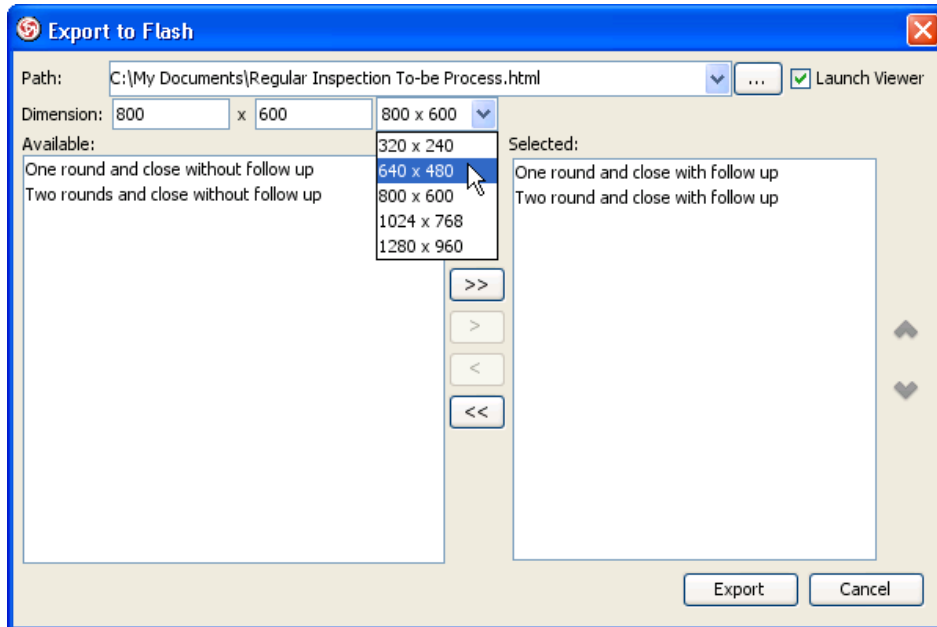 Export to Flash
Path: C:\My Documents\Regular Inspection To-be Process.html ... Launch Viewer
Dimension: 800 x 600 800 x 600
Available:
One round and close without follow up
Two rounds and close without follow up
320 x 240
640 x 480
800 x 600
1024 x 768
1280 x 960
>>
>
<
<<
Selected:
One round and close with follow up
Two round and close with follow up
Export Cancel